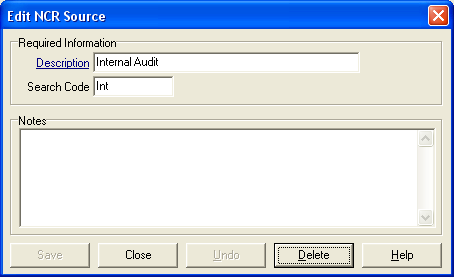 Edit NCR Source
Required Information
Description Internal Audit
Search Code Int
Notes
Save Close Undo Delete Help